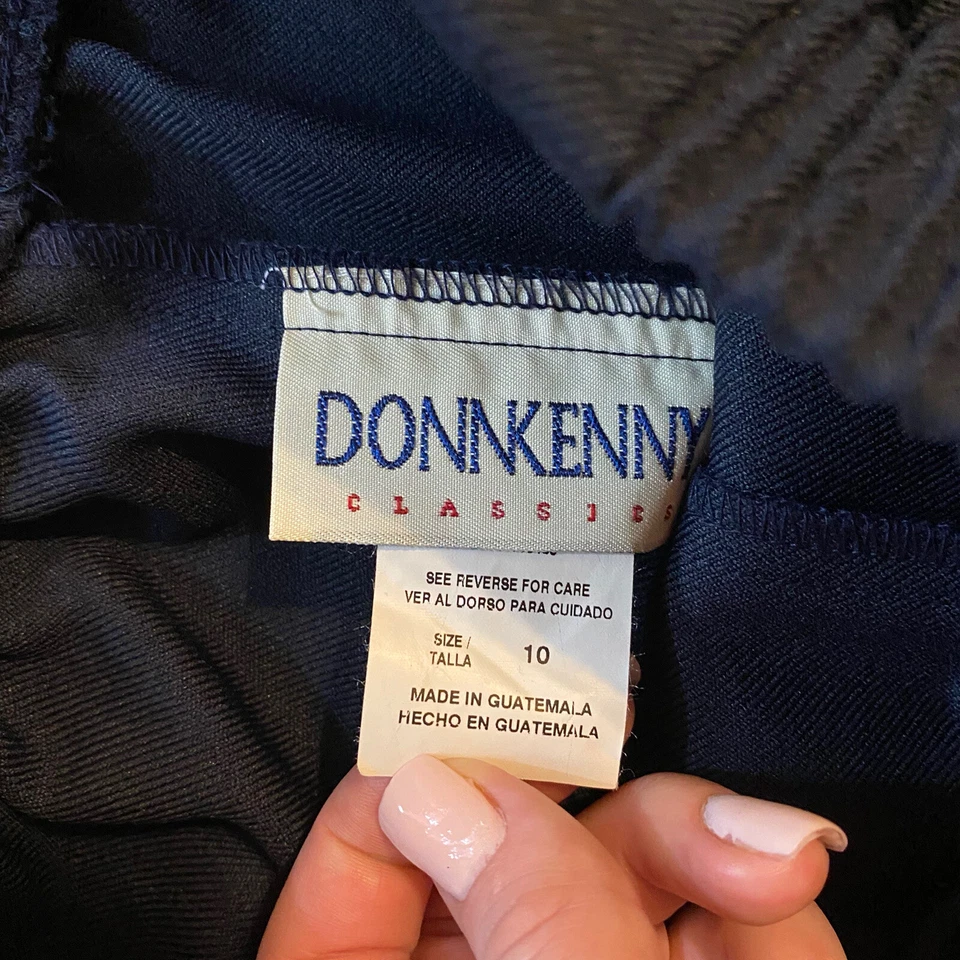 DONNKENNY
CLASSICS
SEE REVERSE FOR CARE
VER AL DORSO PARA CUIDADO
SIZE / 10
TALLA
MADE IN GUATEMALA
HECHO EN GUATEMALA